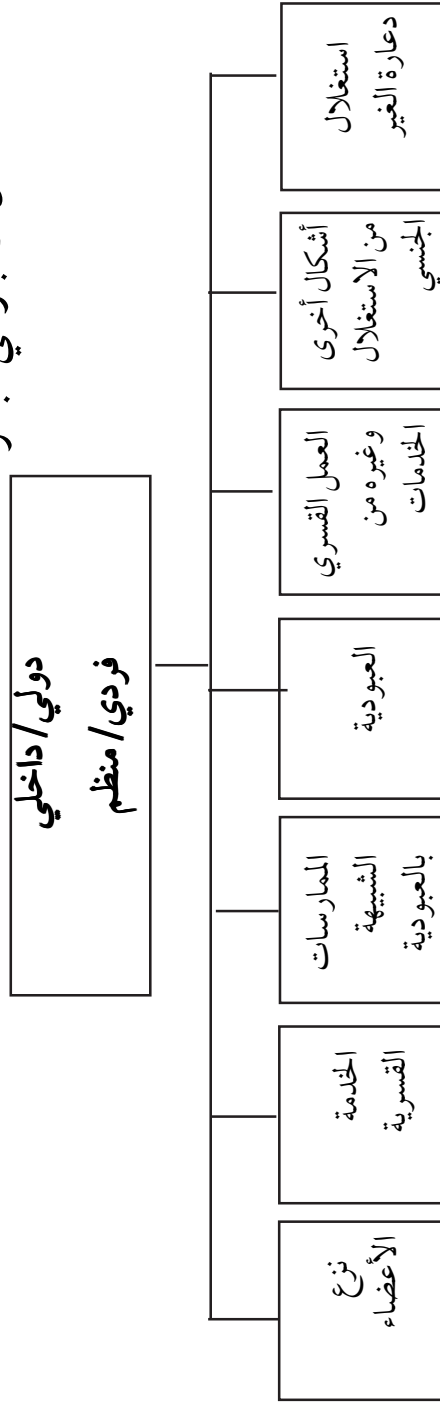 دولي/داخلي
فردي/منظم
استغلال
دعارة الغير
أشكال أخرى
من الاستغلال
الجنسي
العمل القسري
وغيره من
الخدمات
العبودية
الممارسات
الشبيهة
بالعبودية
الخدمة
القسرية
نزع
الأعضاء